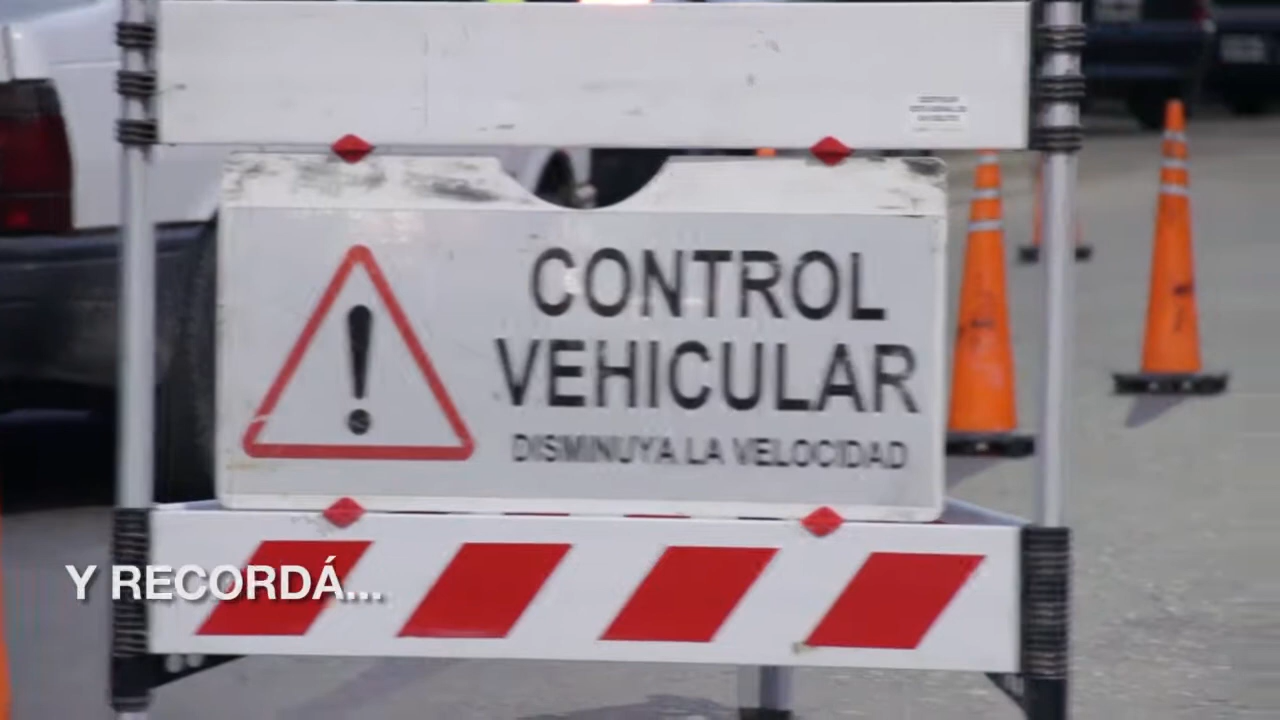 CONTROL
VEHICULAR
DISMINUYA LA VELOCIDAD
Y RECORDÁ...